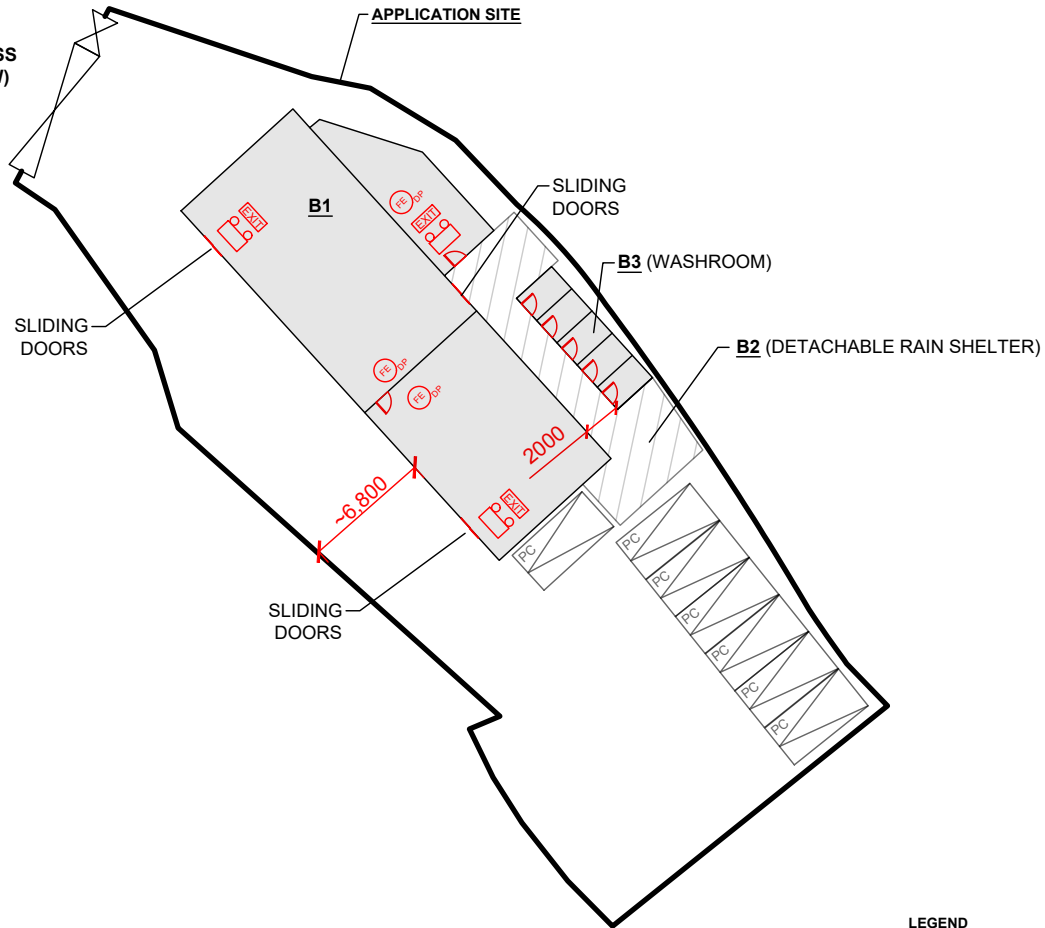 APPLICATION SITE
SS
)
B1
EXIT
FE DP
EXIT
SLIDING
DOORS
B3 (WASHROOM)
SLIDING
DOORS
B2 (DETACHABLE RAIN SHELTER)
FE DP
FE DP
2000
~6,800
EXIT
PC
PC
PC
PC
PC
PC
PC
SLIDING
DOORS
LEGEND